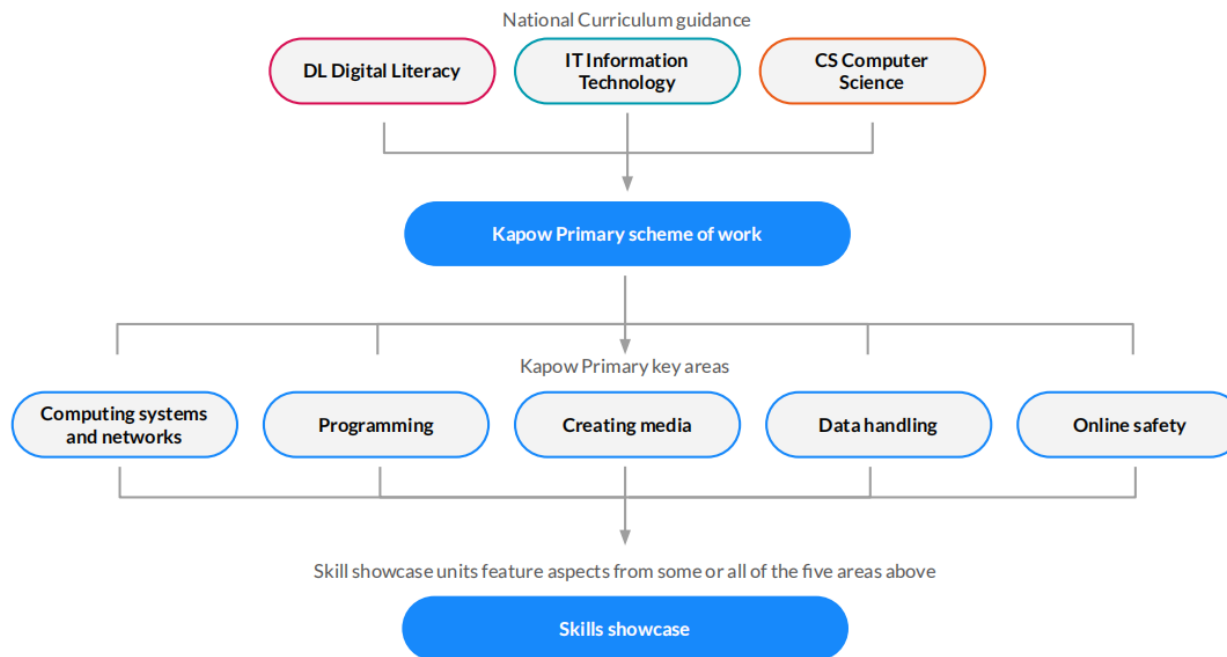 National Curriculum guidance
DL Digital Literacy
IT Information
Technology
CS Computer
Science
Kapow Primary scheme of work
Kapow Primary key areas
Computing systems
and networks
Programming
Creating media
Data handling
Online safety
Skill showcase units feature aspects from some or all of the five areas above
Skills showcase